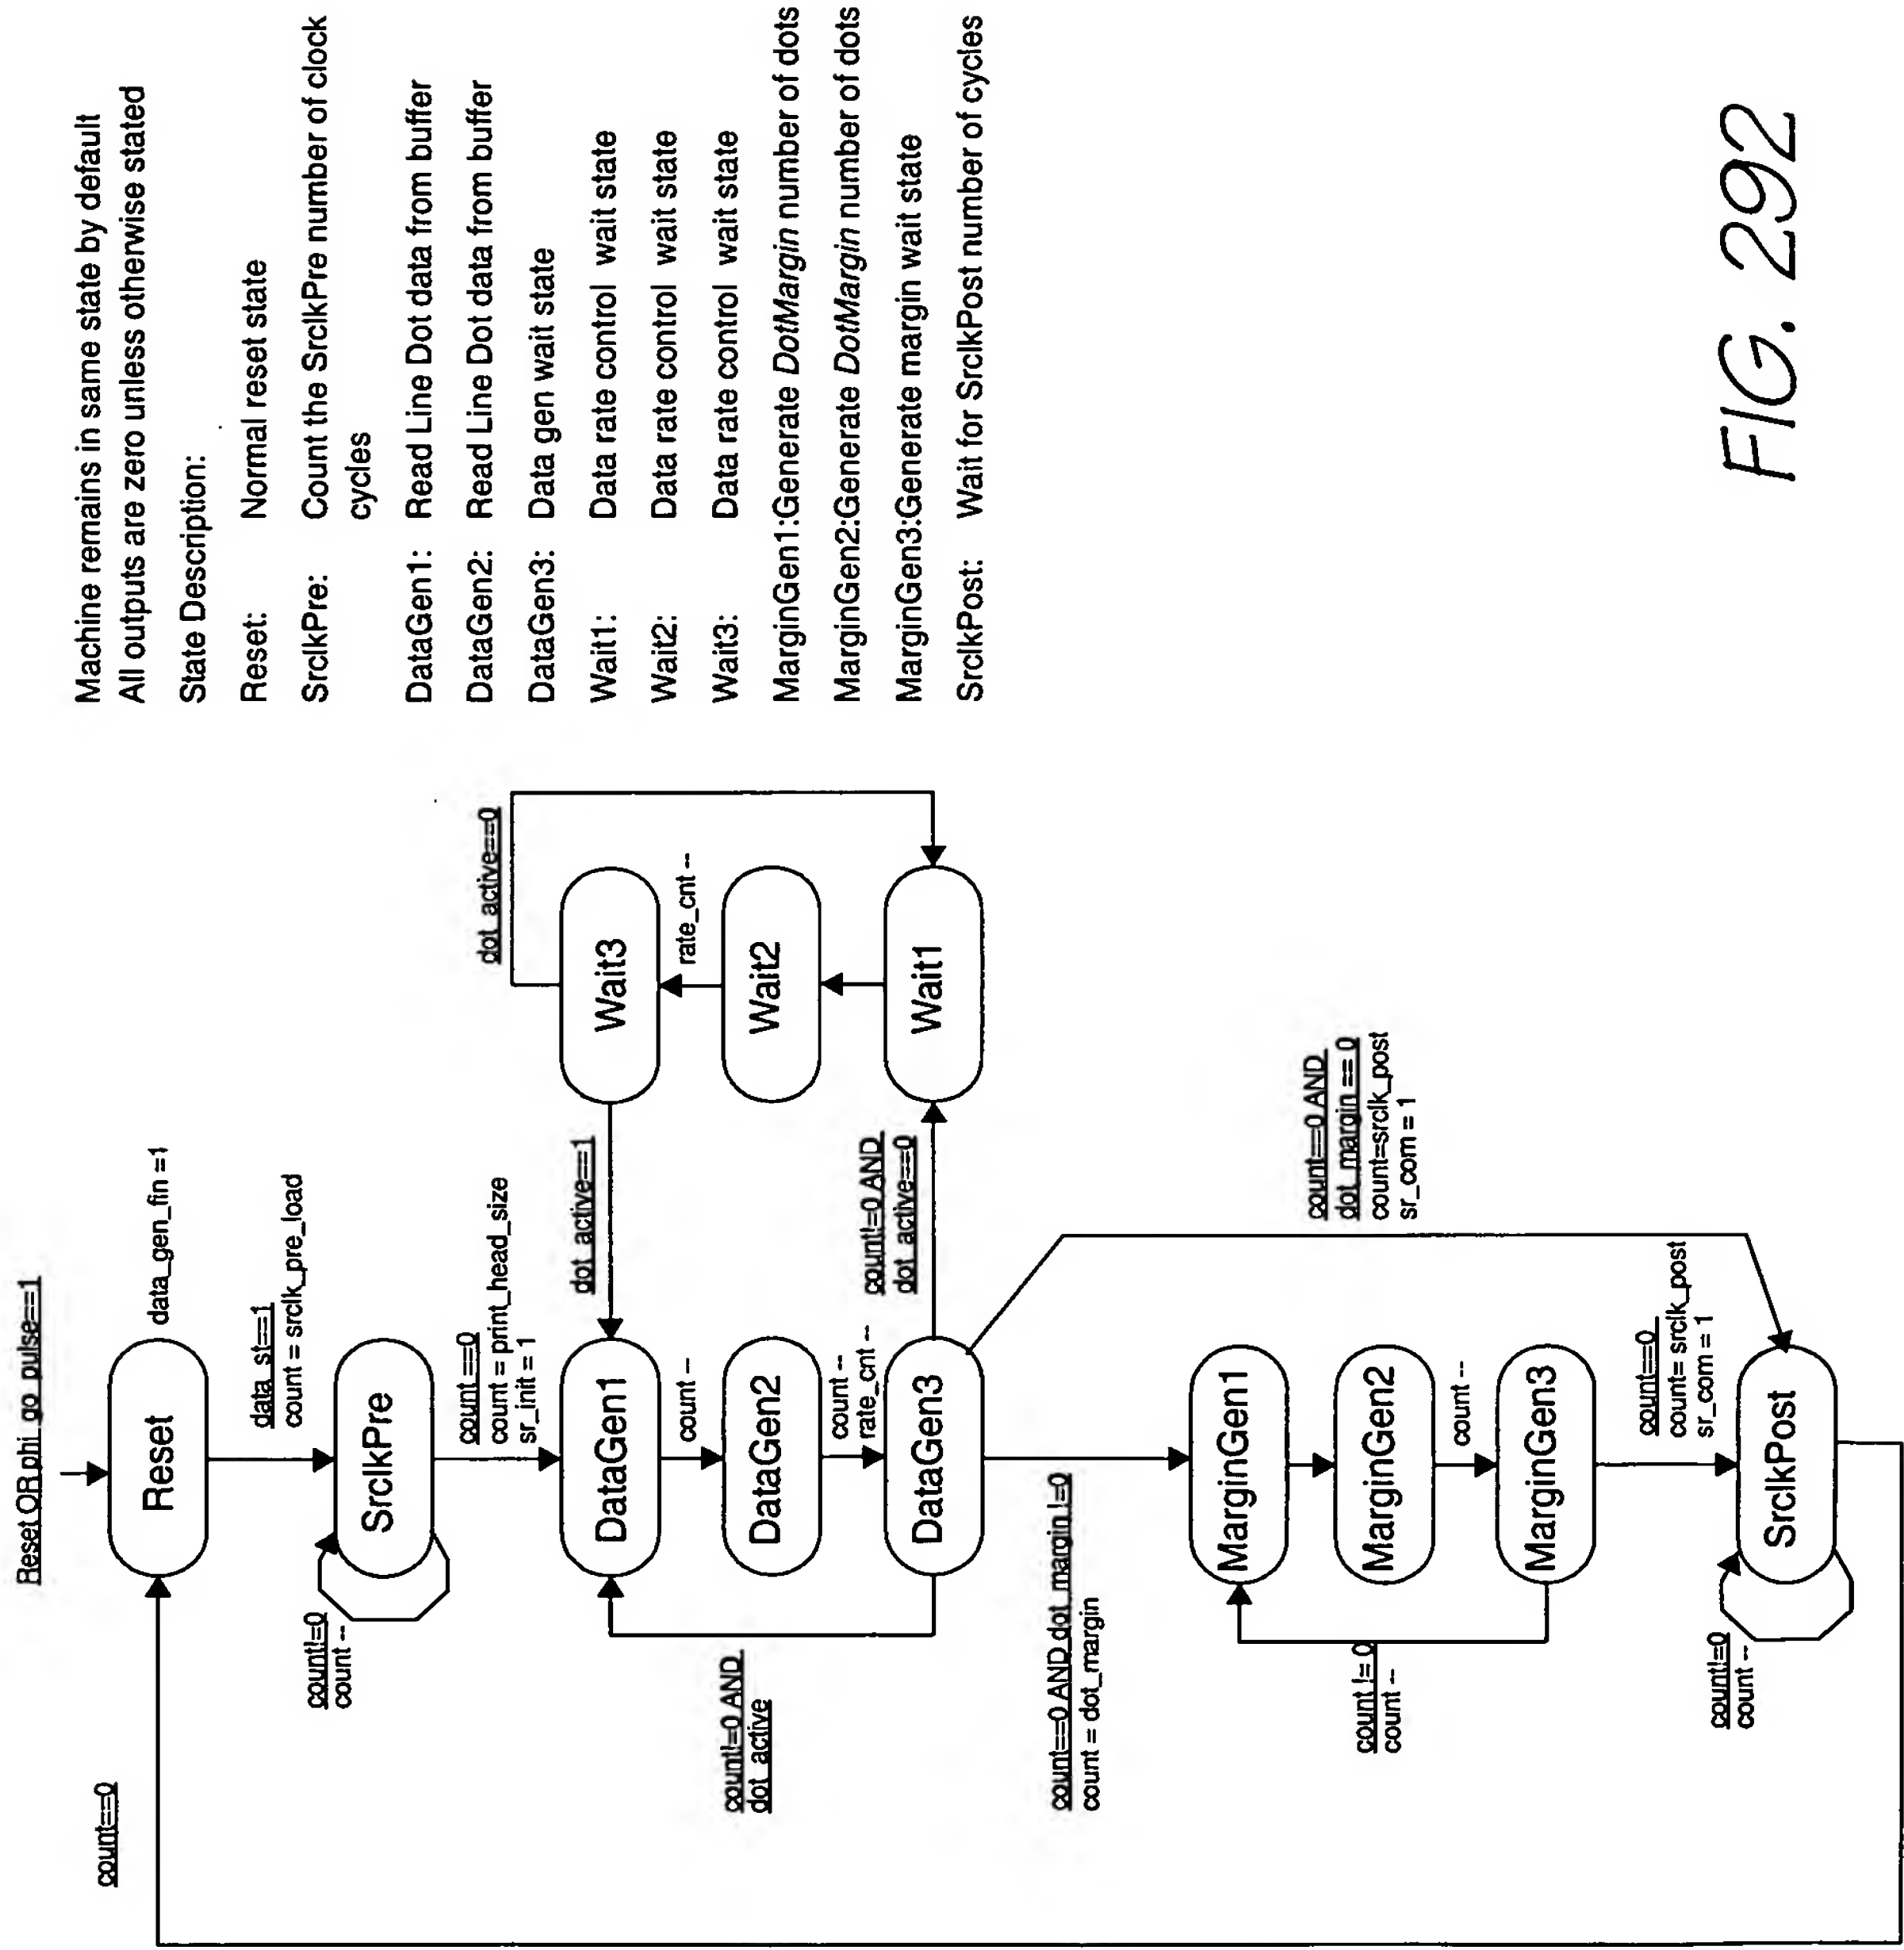 Reset OR phi_go_pulse==1
count==0
Reset
data_gen_fin =1
data_st==1
count = srclk_pre_load
count!=0
count --
SrclkPre
count ==0
count = print_head_size
sr_init = 1
DataGen1
count --
DataGen2
count --
rate_cnt --
DataGen3
count!=0 AND
dot_active
dot_active==1
dot_active==0
Wait3
rate_cnt --
Wait2
Wait1
count!=0 AND
dot_active==0
count==0 AND dot_margin !=0
count = dot_margin
count==0 AND
dot_margin == 0
count=srclk_post
sr_com = 1
MarginGen1
MarginGen2
count --
MarginGen3
count != 0
count --
count==0
count= srclk_post
sr_com = 1
SrclkPost
count!=0
count --
Machine remains in same state by default
All outputs are zero unless otherwise stated
State Description:
Reset: Normal reset state
SrclkPre: Count the SrclkPre number of clock
cycles
DataGen1: Read Line Dot data from buffer
DataGen2: Read Line Dot data from buffer
DataGen3: Data gen wait state
Wait1: Data rate control wait state
Wait2: Data rate control wait state
Wait3: Data rate control wait state
MarginGen1:Generate DotMargin number of dots
MarginGen2:Generate DotMargin number of dots
MarginGen3:Generate margin wait state
SrclkPost: Wait for SrclkPost number of cycles
FIG. 292